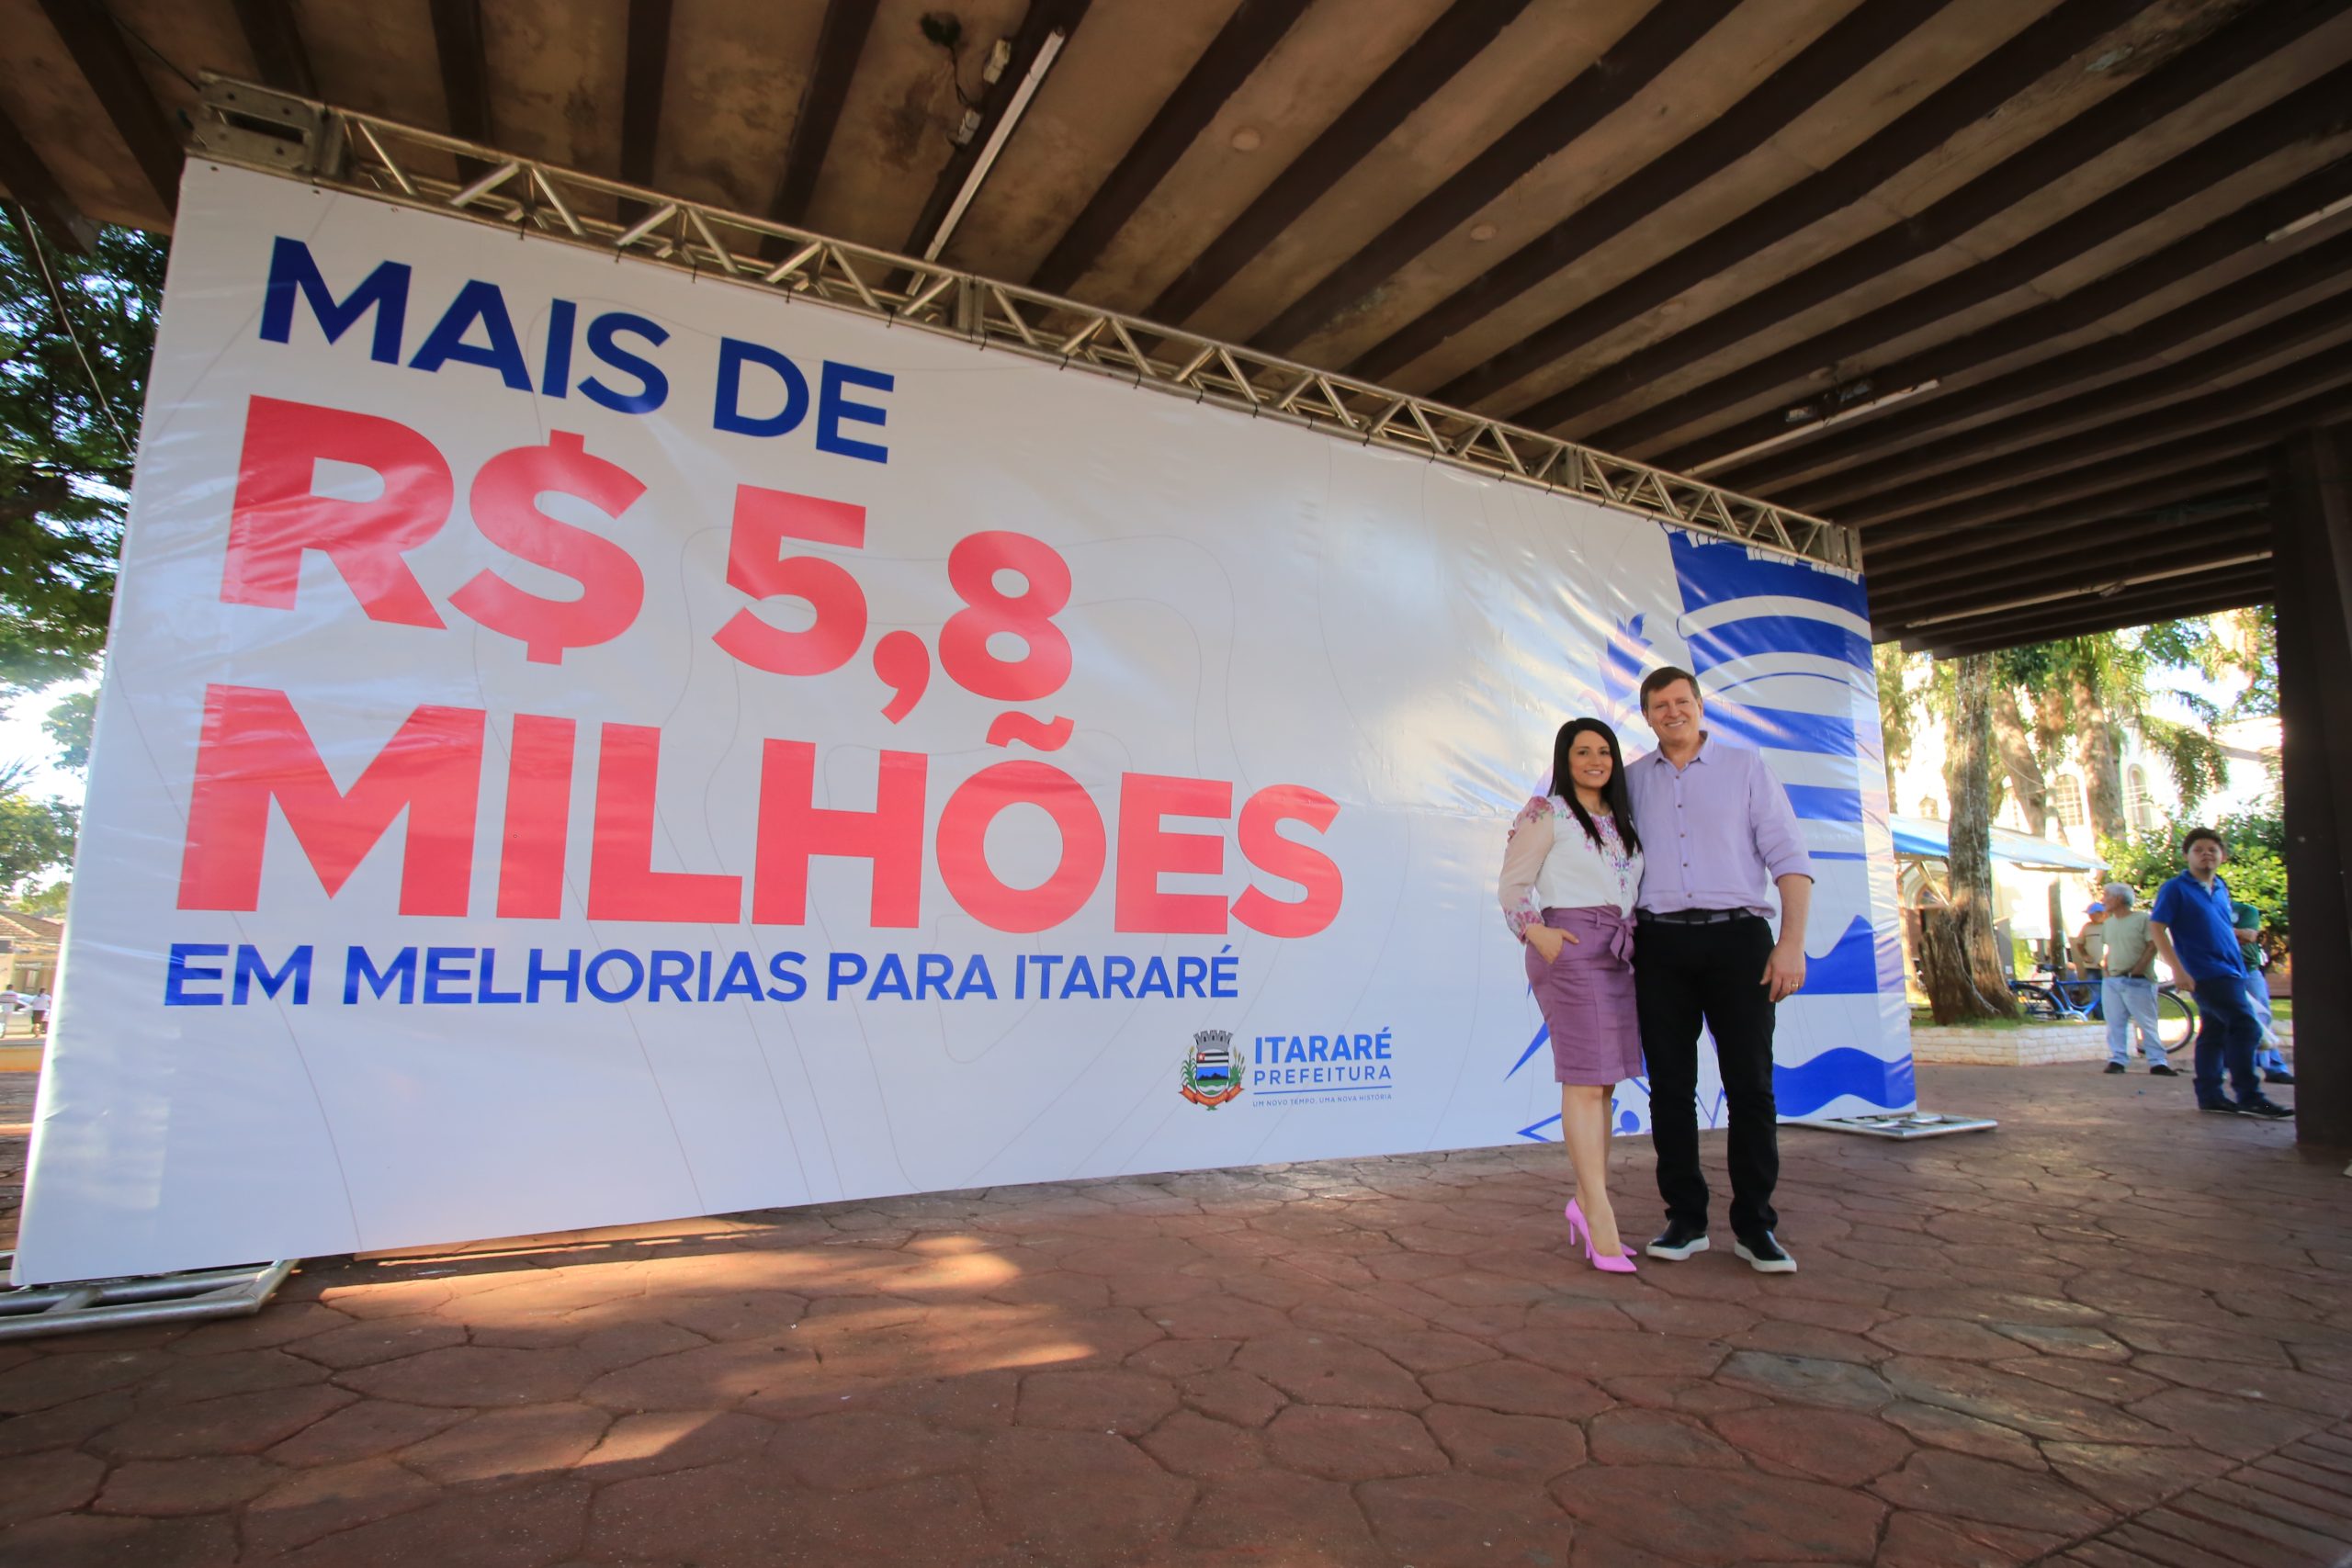 MAIS DE
R$ 5,8
MILHÕES
EM MELHORIAS PARA ITARARÉ
ITARARÉ
PREFEITURA
UM NOVO TEMPO, UMA NOVA HISTÓRIA